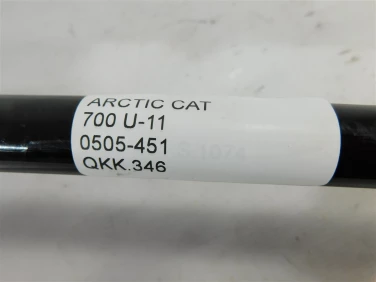 ARCTIC CAT
700 U-11
0505-451
QKK.346